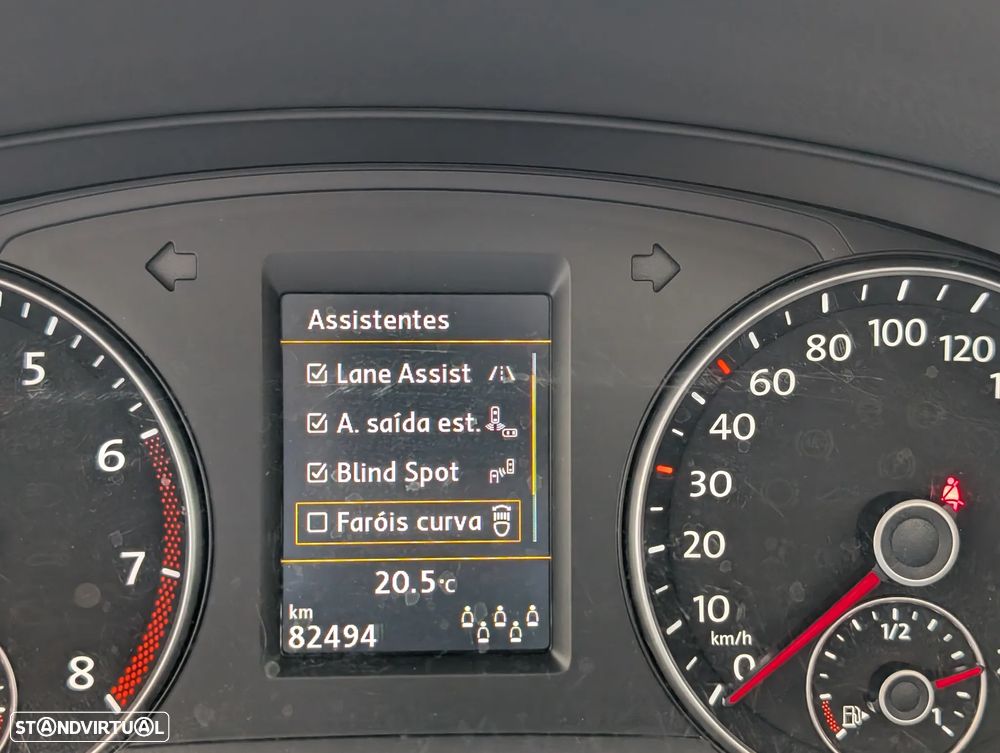 Assistentes
Lane Assist
A. saída est.
Blind Spot
Faróis curva
20.5°C
km
82494
5
6
7
8
120
100
80
60
40
30
20
10
km/h
0
1/2
1
STANDVIRTUAL